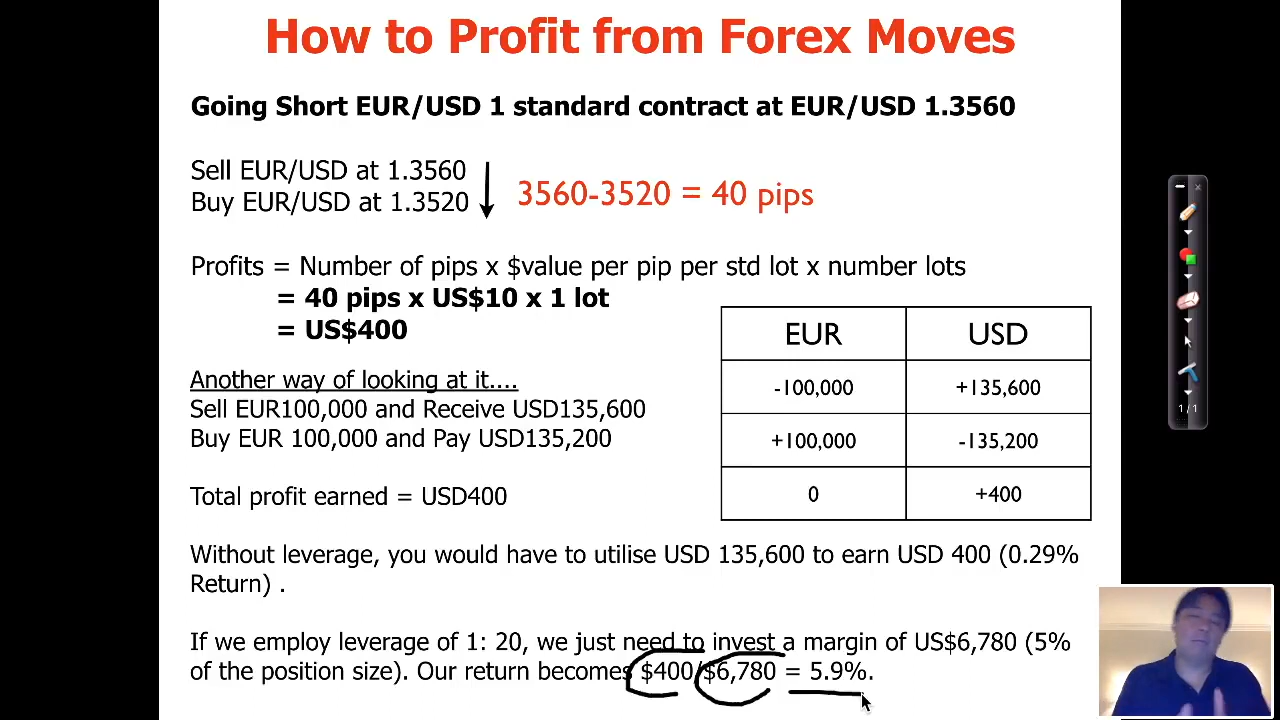 How to Profit from Forex Moves
Going Short EUR/USD 1 standard contract at EUR/USD 1.3560
Sell EUR/USD at 1.3560
Buy EUR/USD at 1.3520
3560-3520 = 40 pips
Profits = Number of pips x $value per pip per std lot x number lots
= 40 pips x US$10 x 1 lot
= US$400
Another way of looking at it....
Sell EUR100,000 and Receive USD135,600
Buy EUR 100,000 and Pay USD135,200
Total profit earned = USD400
EUR USD
-100,000 +135,600
+100,000 -135,200
0 +400
Without leverage, you would have to utilise USD 135,600 to earn USD 400 (0.29%
Return) .
If we employ leverage of 1: 20, we just need to invest a margin of US$6,780 (5%
of the position size). Our return becomes $400/$6,780 = 5.9%.
1/1